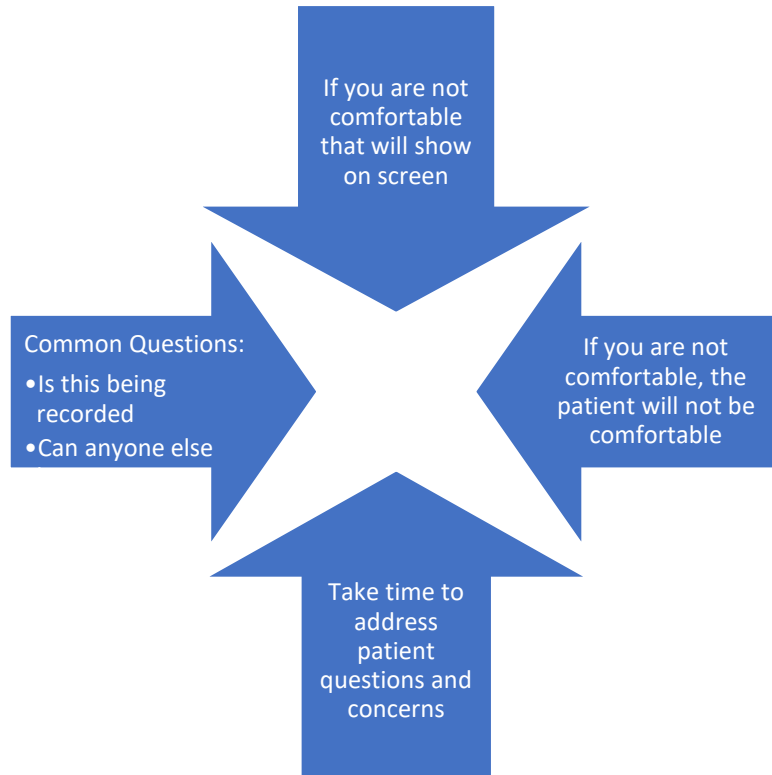 If you are not
comfortable
that will show
on screen
Common Questions:
•Is this being
recorded
•Can anyone else
If you are not
comfortable, the
patient will not be
comfortable
Take time to
address
patient
questions and
concerns